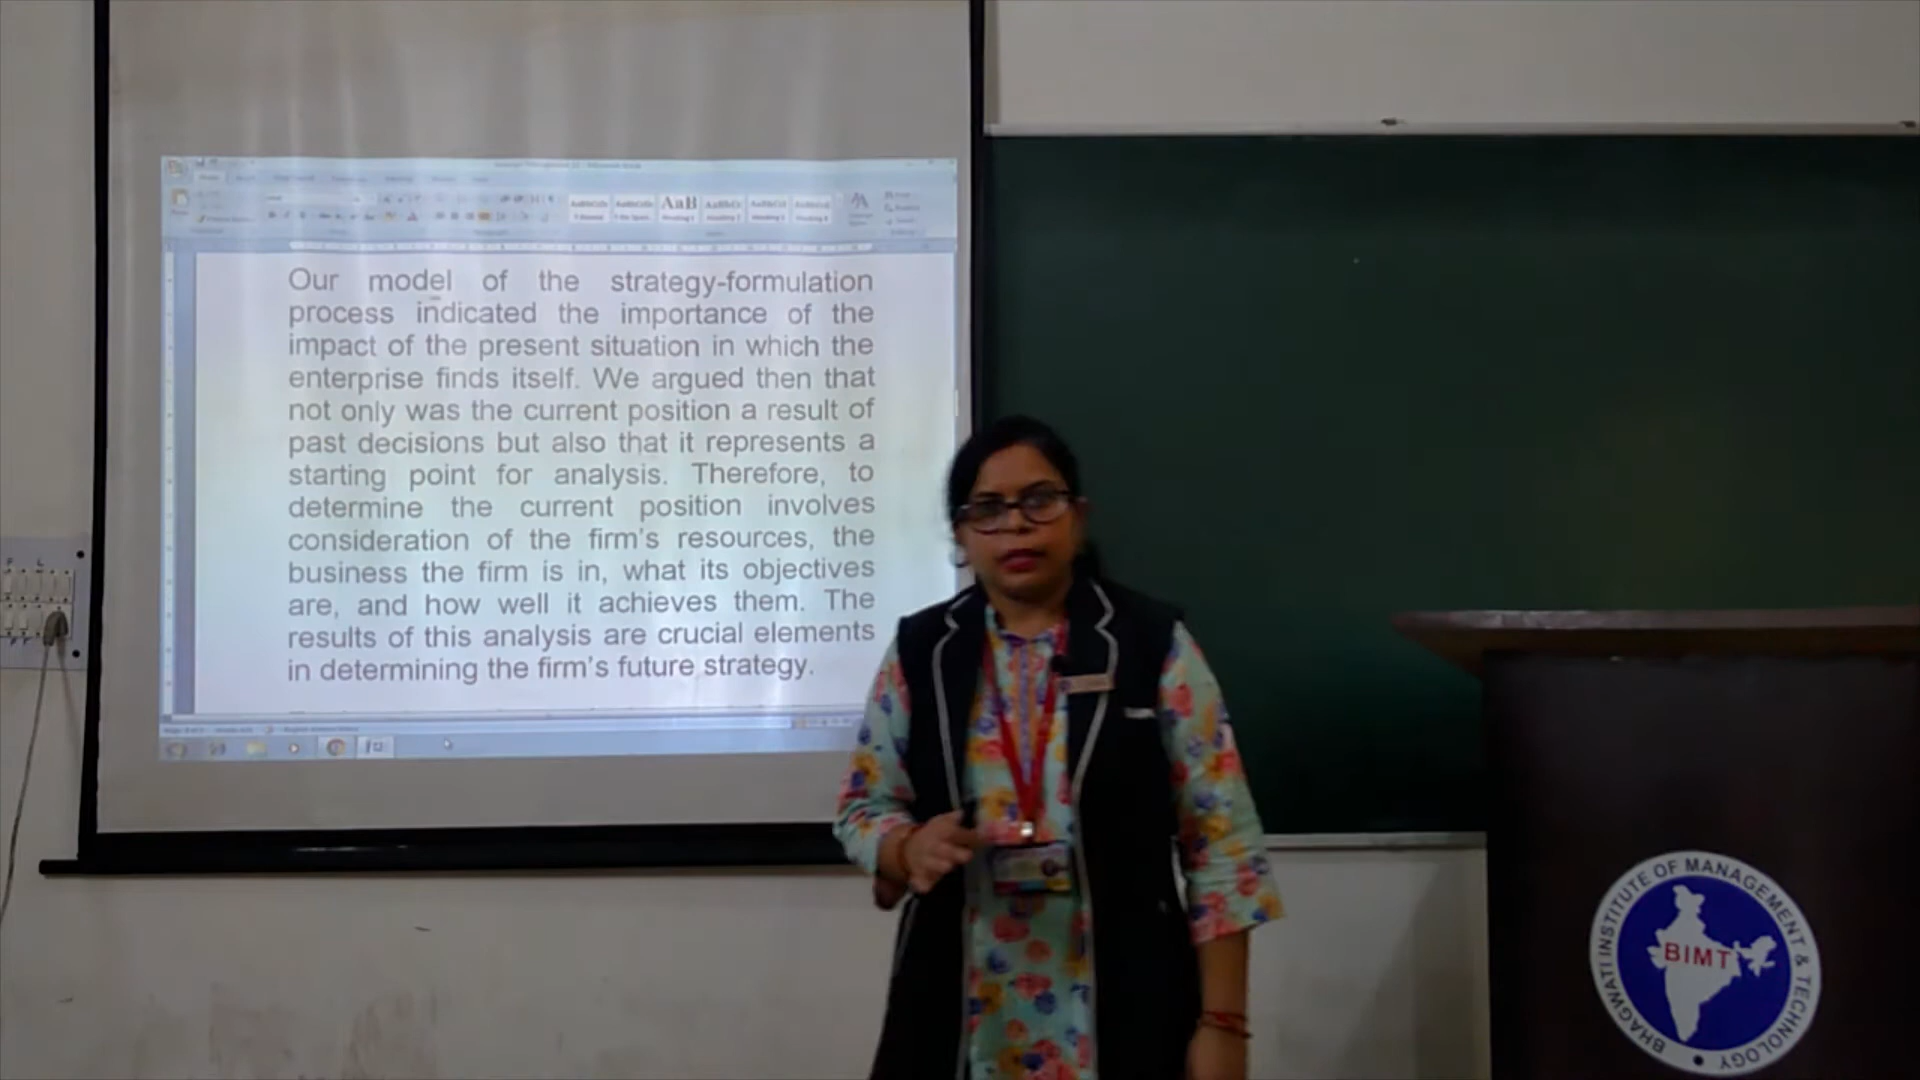 AaB
Our model of the strategy-formulation
process indicated the importance of the
impact of the present situation in which the
enterprise finds itself. We argued then that
not only was the current position a result of
past decisions but also that it represents a
starting point for analysis. Therefore, to
determine the current position involves
consideration of the firm's resources, the
business the firm is in, what its objectives
are, and how well it achieves them. The
results of this analysis are crucial elements
in determining the firm's future strategy.
BHAGWATI INSTITUTE OF MANAGEMENT & TECHNOLOGY
BIMT